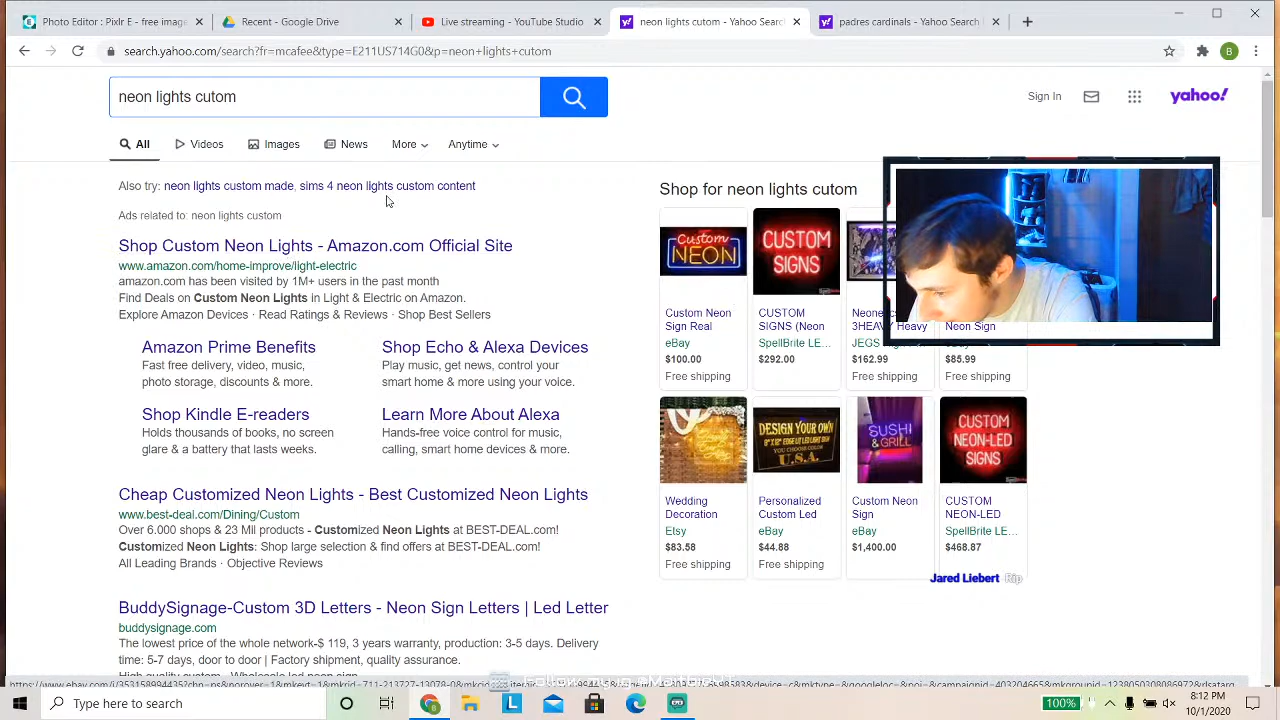 Photo Editor : E - image
Recent - Google Drive
Live streaming - YouTube Studio
neon lights cutom - Yahoo Searc
padres cardinals - Yahoo Search
search.yahoo.com/search?fr=mcafee&type=E211US714G0&p=neon+lights+cutom
B
neon lights cutom
Sign In
yahoo!
All
Videos
Images
News
More
Anytime
Also try: neon lights custom made, sims 4 neon lights custom content
Ads related to: neon lights custom
Shop Custom Neon Lights - Amazon.com Official Site
www.amazon.com/home-improve/light-electric
amazon.com has been visited by 1M+ users in the past month
Find Deals on Custom Neon Lights in Light & Electric on Amazon.
Explore Amazon Devices · Read Ratings & Reviews · Shop Best Sellers
Amazon Prime Benefits
Fast free delivery, video, music,
photo storage, discounts & more.
Shop Echo & Alexa Devices
Play music, get news, control your
smart home & more using your voice.
Shop Kindle E-readers
Holds thousands of books, no screen
glare & a battery that lasts weeks.
Learn More About Alexa
Hands-free voice control for music,
calling, smart home devices & more.
Cheap Customized Neon Lights - Best Customized Neon Lights
www.best-deal.com/Dining/Custom
Over 6.000 shops & 23 Mil products - Customized Neon Lights at BEST-DEAL.com!
Customized Neon Lights: Shop large selection & find offers at BEST-DEAL.com!
All Leading Brands · Objective Reviews
BuddySignage-Custom 3D Letters - Neon Sign Letters | Led Letter
buddysignage.com
The lowest price of the whole network-$ 119, 3 years warranty, production: 3-5 days. Delivery
time: 5-7 days, door to door | Factory shipment, quality assurance.
Shop for neon lights cutom
Custom
NEON
CUSTOM
SIGNS
Custom Neon
Sign Real
eBay
$100.00
Free shipping
CUSTOM
SIGNS (Neon
SpellBrite LE...
$292.00
3HEAVY Heavy
JEGS
$162.99
Free shipping
Neon Sign
$85.99
Free shipping
DESIGN YOUR OWN
YOU CHOOSE COLOR
U.S.A.
SUSHI
& GRILL
CUSTOM
NEON-LED
SIGNS
Wedding
Decoration
Etsy
$83.58
Free shipping
Personalized
Custom Led
eBay
$44.88
Free shipping
Custom Neon
Sign
eBay
$1,400.00
CUSTOM
NEON-LED
SpellBrite LE...
$468.87
Jared Liebert Rip
Type here to search
100%
8:12 PM
10/1/2020